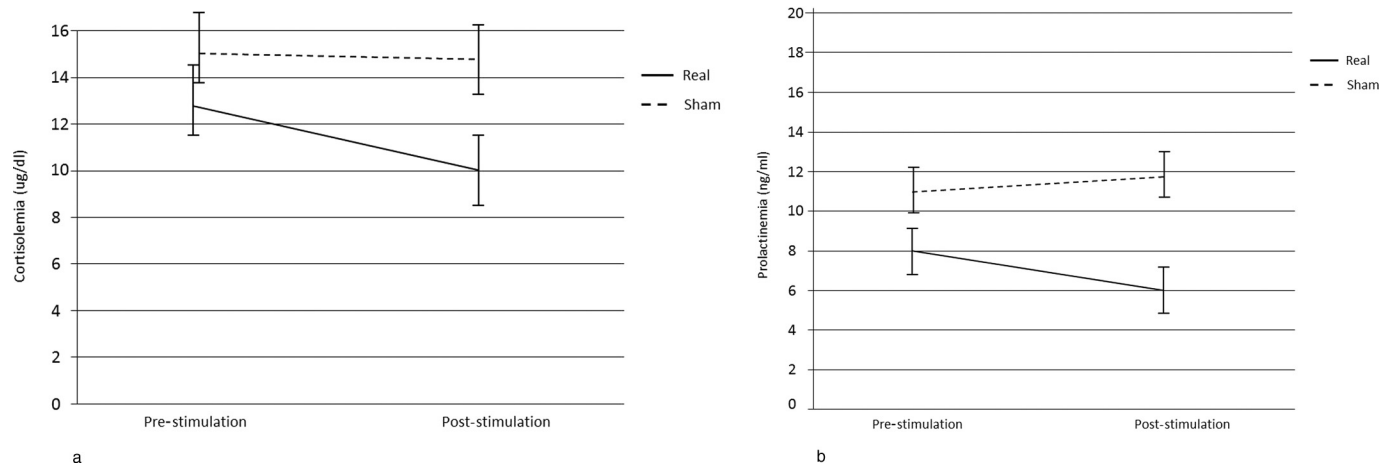 16
14
12
10
8
6
4
2
0
Cortisolemia (ug/dl)
Pre-stimulation
Post-stimulation
Real
Sham
a
20
18
16
14
12
10
8
6
4
2
0
Prolactinemia (ng/ml)
Pre-stimulation
Post-stimulation
Real
Sham
b